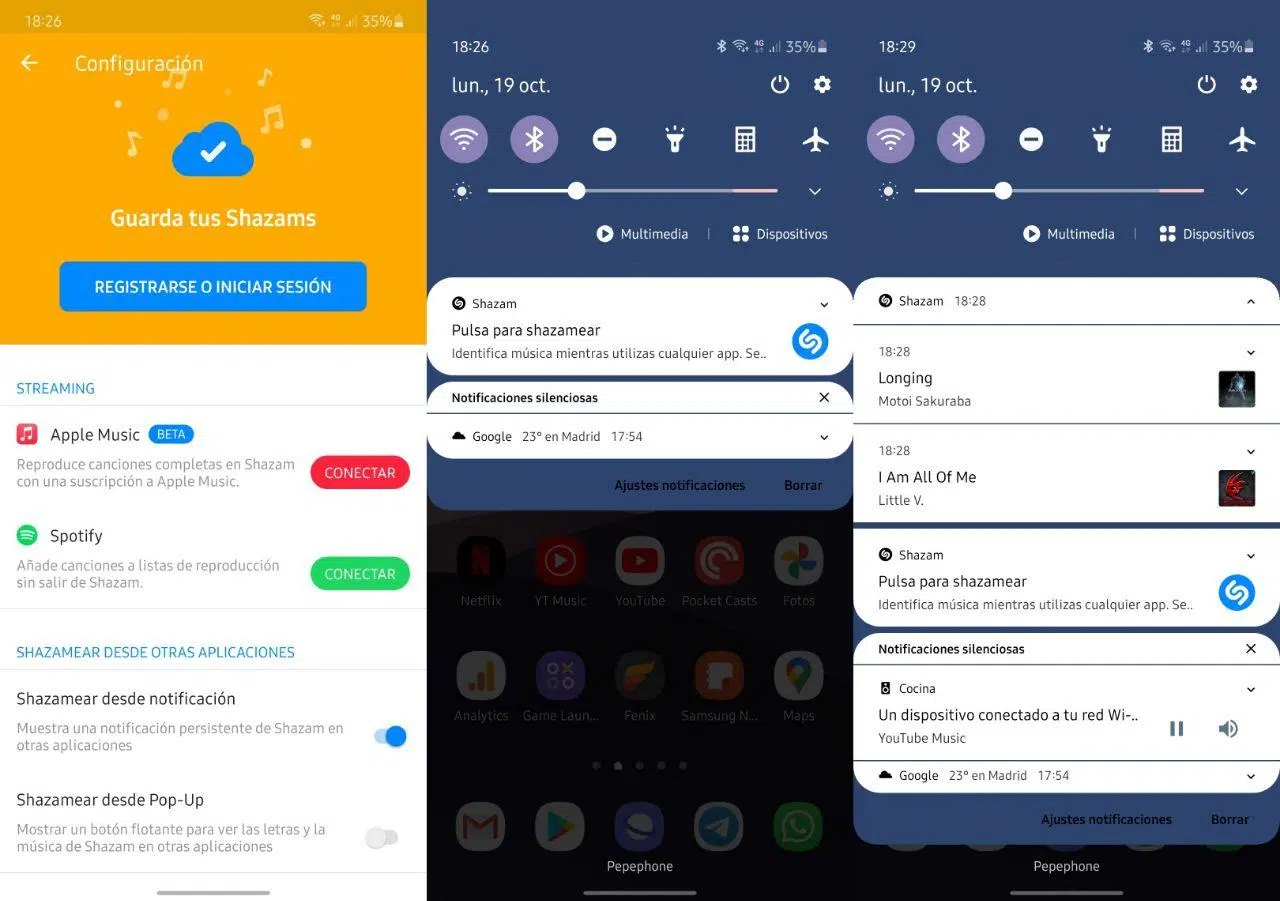 18:26
4G
35%
Configuración
Guarda tus Shazams
REGISTRARSE O INICIAR SESIÓN
STREAMING
Apple Music BETA
Reproduce canciones completas en Shazam
con una suscripción a Apple Music.
CONECTAR
Spotify
Añade canciones a listas de reproducción
sin salir de Shazam.
CONECTAR
SHAZAMEAR DESDE OTRAS APLICACIONES
Shazamear desde notificación
Muestra una notificación persistente de Shazam en
otras aplicaciones
Shazamear desde Pop-Up
Mostrar un botón flotante para ver las letras y la
música de Shazam en otras aplicaciones
18:26
4G
35%
lun., 19 oct.
Multimedia | Dispositivos
Shazam
Pulsa para shazamear
Identifica música mientras utilizas cualquier app. Se..
Notificaciones silenciosas
Google 23° en Madrid 17:54
Ajustes notificaciones Borrar
Netflix YT Music YouTube Pocket Casts Fotos
Analytics Game Laun... Fenix Samsung N... Maps
Pepephone
18:29
4G
35%
lun., 19 oct.
Multimedia | Dispositivos
Shazam 18:28
18:28
Longing
Motoi Sakuraba
18:28
I Am All Of Me
Little V.
Shazam
Pulsa para shazamear
Identifica música mientras utilizas cualquier app. Se..
Notificaciones silenciosas
Cocina
Un dispositivo conectado a tu red Wi-..
YouTube Music
Google 23° en Madrid 17:54
Ajustes notificaciones Borrar
Pepephone